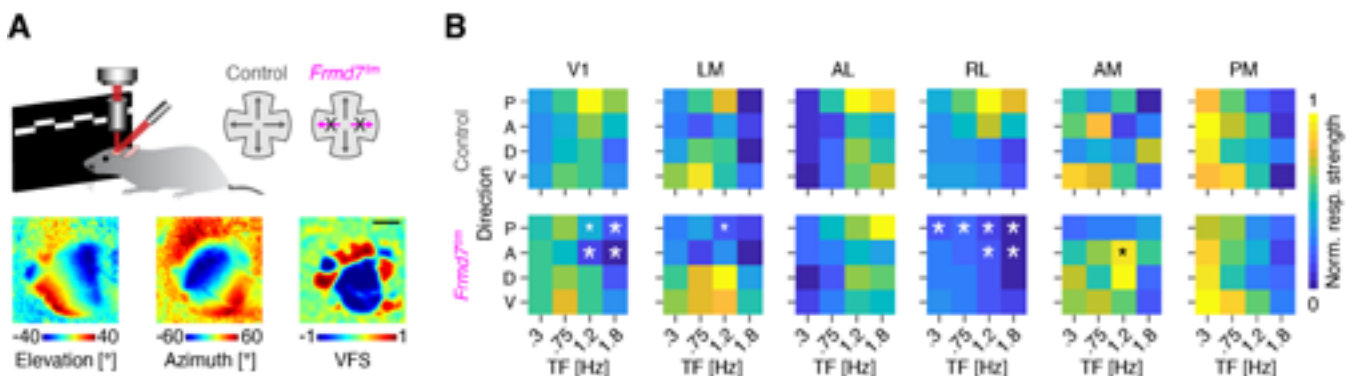 A
Control Frmd7tm
-40 40
Elevation [°]
-60 60
Azimuth [°]
-1 1
VFS
B
V1 LM AL RL AM PM
Control
P
A
D
V
Direction
Frmd7tm
P * * * * * * *
A * * * * *
D
V
.3 .75 1.2 1.8
TF [Hz]
.3 .75 1.2 1.8
TF [Hz]
.3 .75 1.2 1.8
TF [Hz]
.3 .75 1.2 1.8
TF [Hz]
.3 .75 1.2 1.8
TF [Hz]
.3 .75 1.2 1.8
TF [Hz]
1
Norm. resp. strength
0